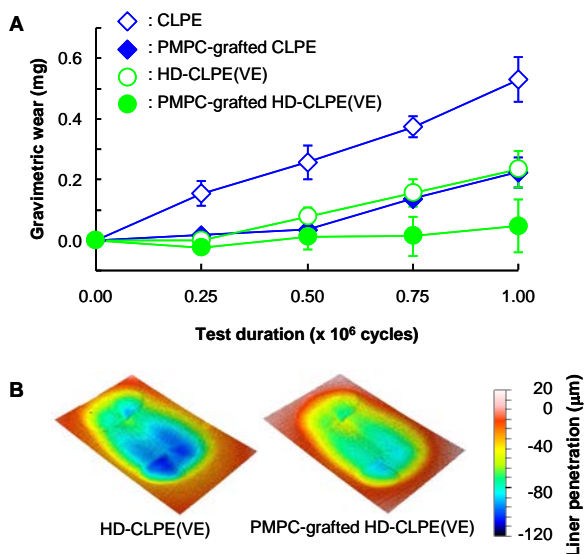 A
: CLPE
: PMPC-grafted CLPE
: HD-CLPE(VE)
: PMPC-grafted HD-CLPE(VE)
Gravimetric wear (mg)
0.6
0.4
0.2
0.0
0.00 0.25 0.50 0.75 1.00
Test duration (x 10⁶ cycles)
B
HD-CLPE(VE)
PMPC-grafted HD-CLPE(VE)
20
0
-40
-80
-120
Liner penetration (μm)